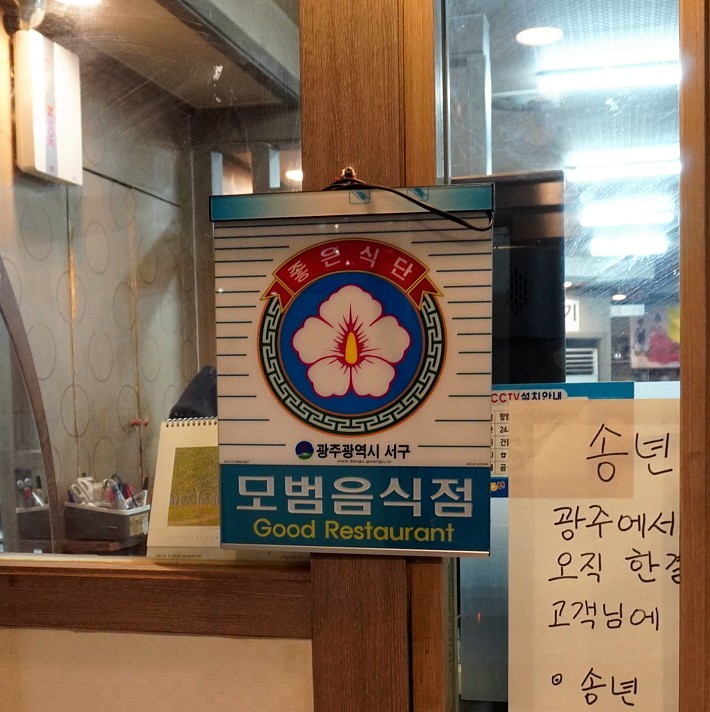 좋은식단
광주광역시 서구
모범음식점
Good Restaurant
CCTV설치안내
송년
광주에서
오직 한결
고객님에
송년